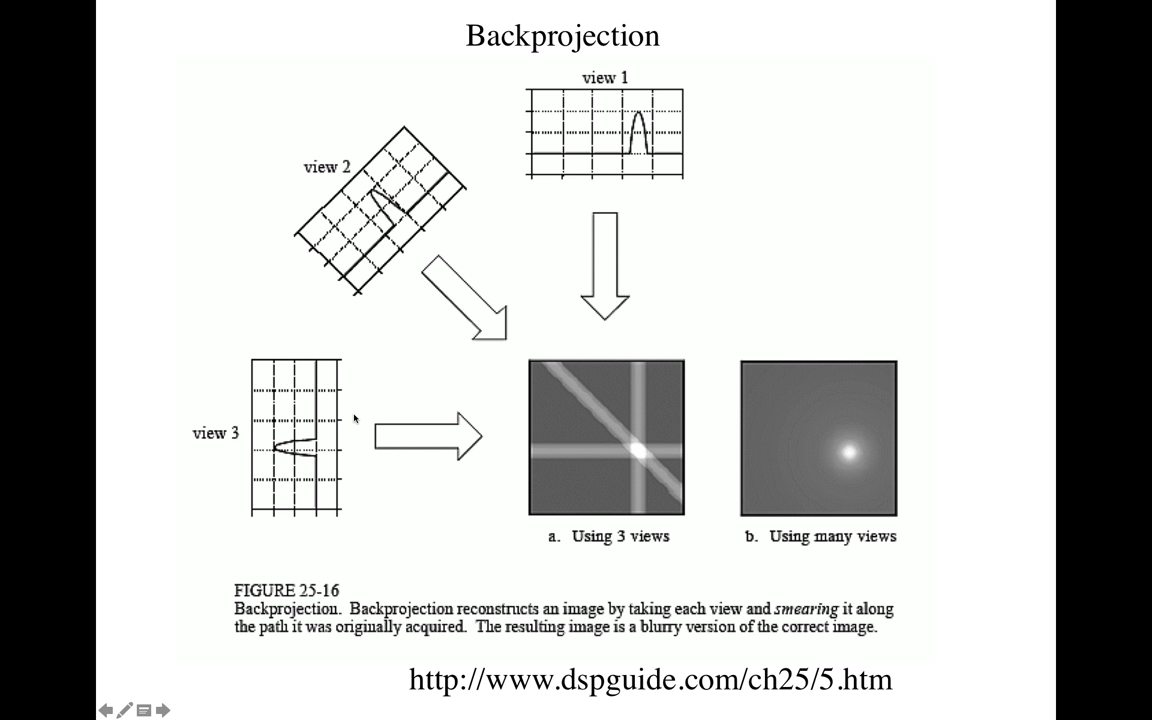 Backprojection
view 1
view 2
view 3
a. Using 3 views
b. Using many views
FIGURE 25-16
Backprojection. Backprojection reconstructs an image by taking each view and smearing it along
the path it was originally acquired. The resulting image is a blurry version of the correct image.
http://www.dspguide.com/ch25/5.htm